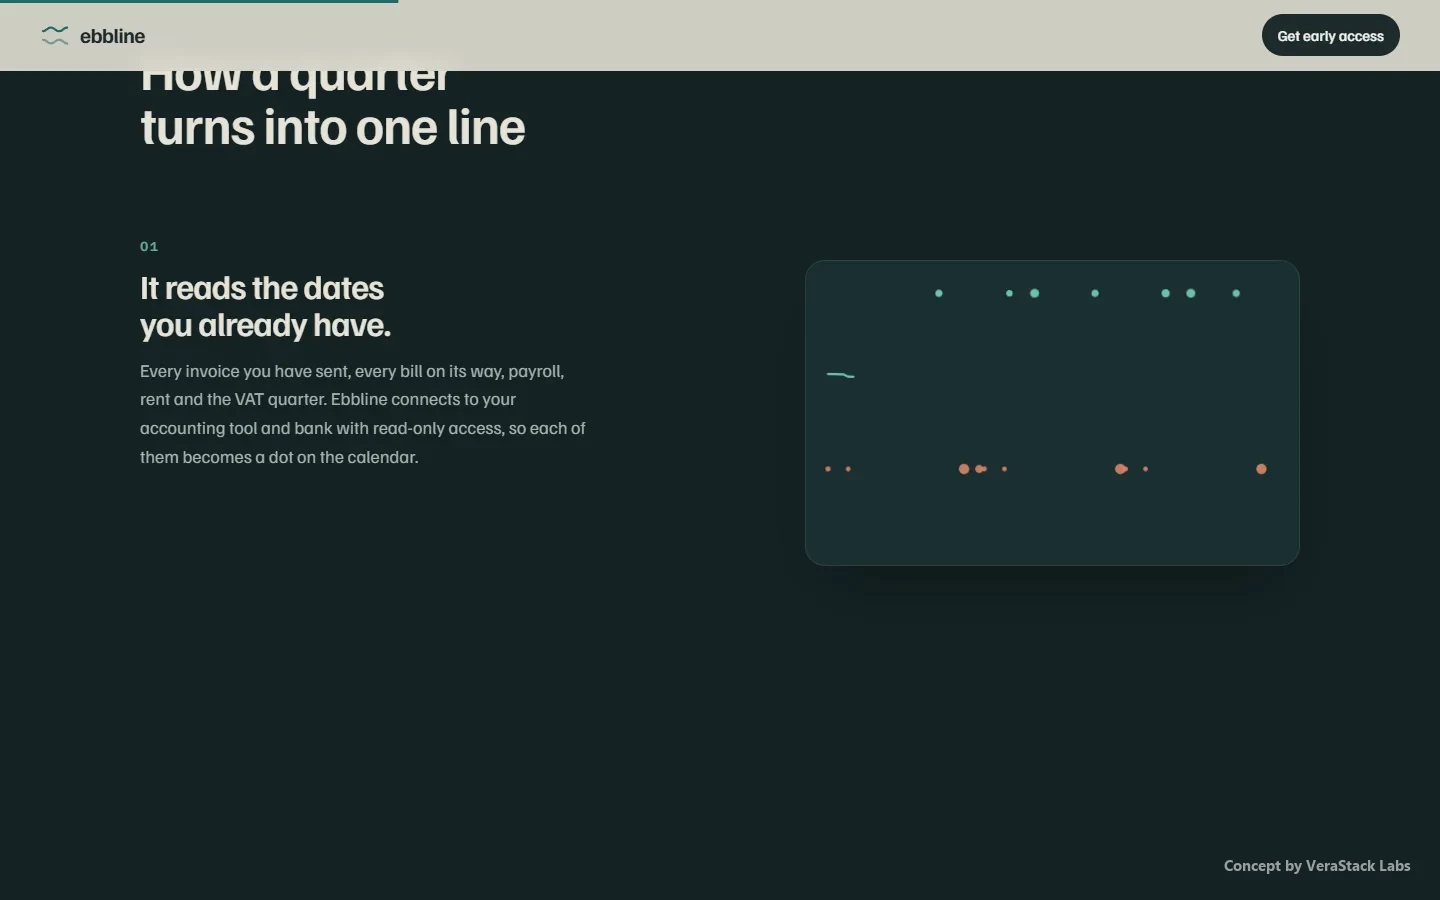 ebbline
Get early access
How a quarter
turns into one line
01
It reads the dates
you already have.
Every invoice you have sent, every bill on its way, payroll,
rent and the VAT quarter. Ebbline connects to your
accounting tool and bank with read-only access, so each of
them becomes a dot on the calendar.
Concept by VeraStack Labs